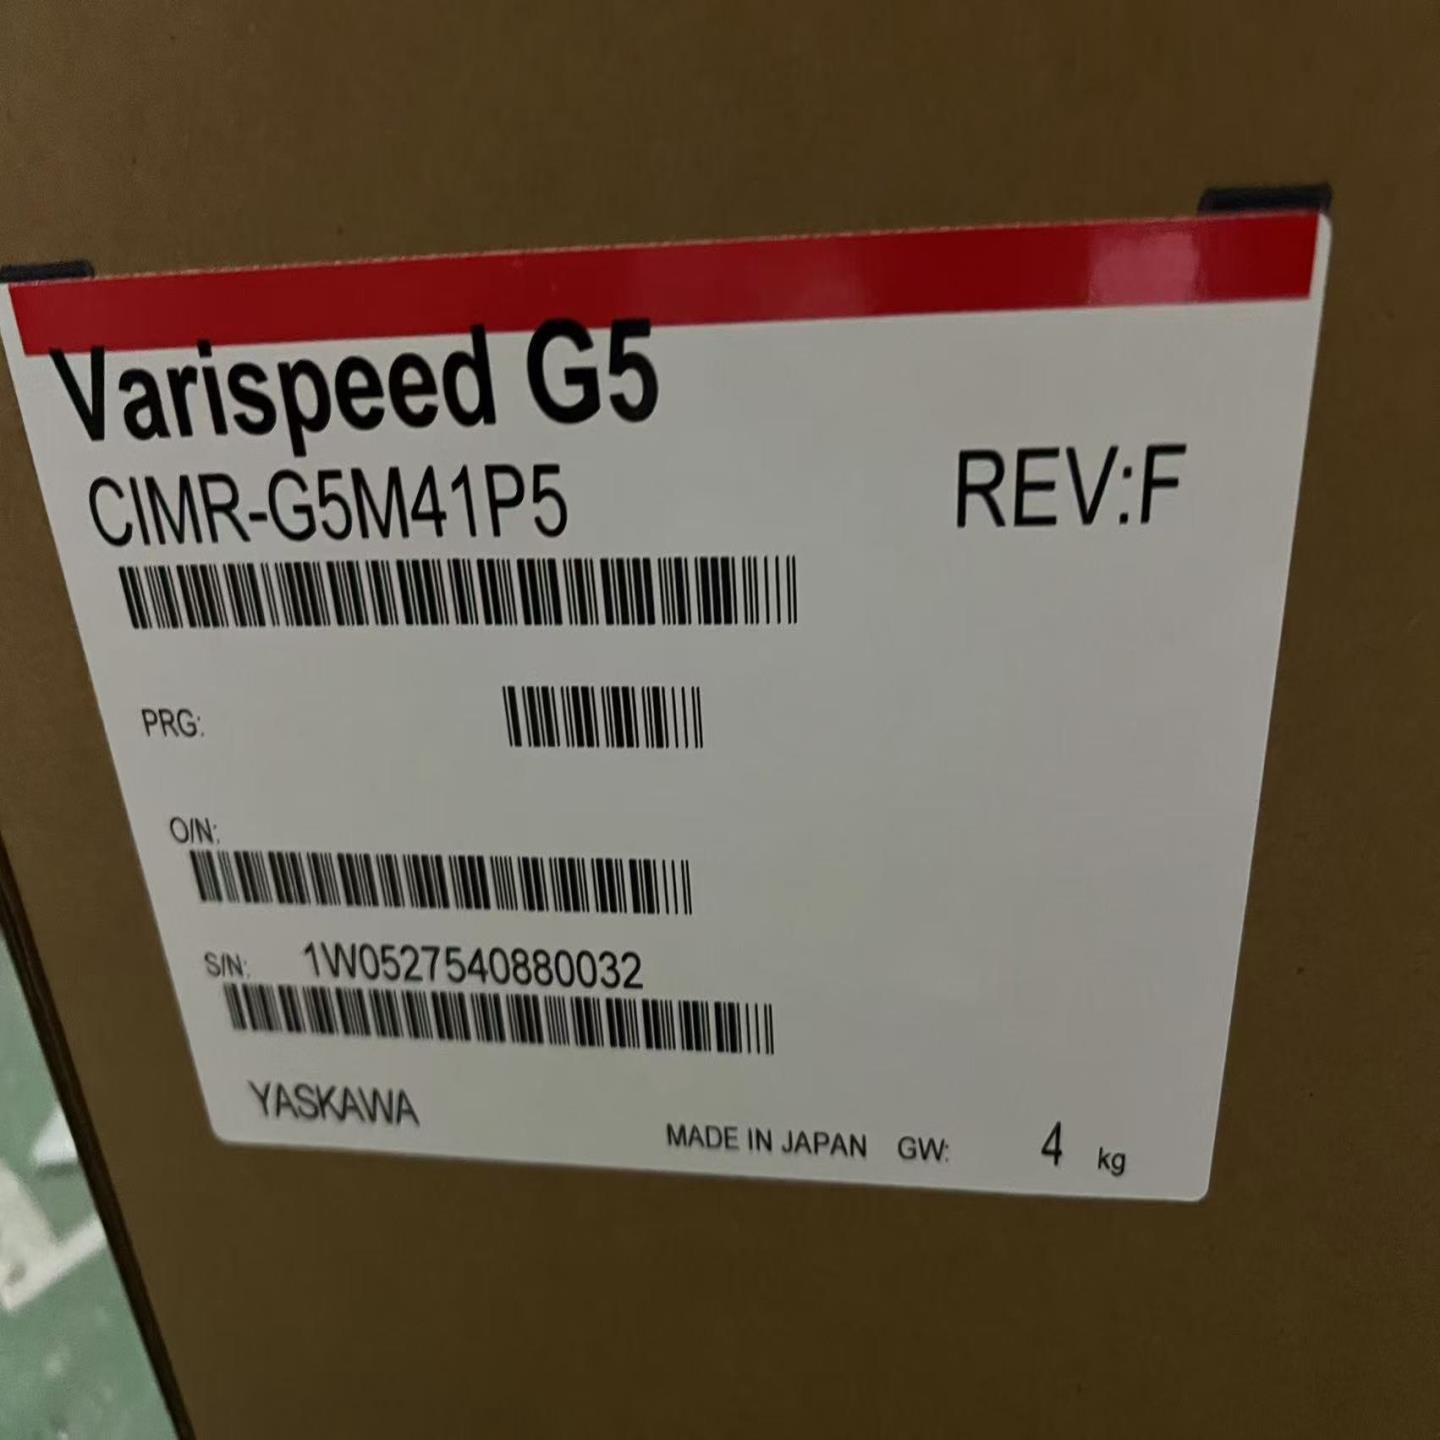 Varispeed G5
CIMR-G5M41P5 REV:F
PRG:
O/N:
S/N: 1W0527540880032
YASKAWA
MADE IN JAPAN GW: 4 kg